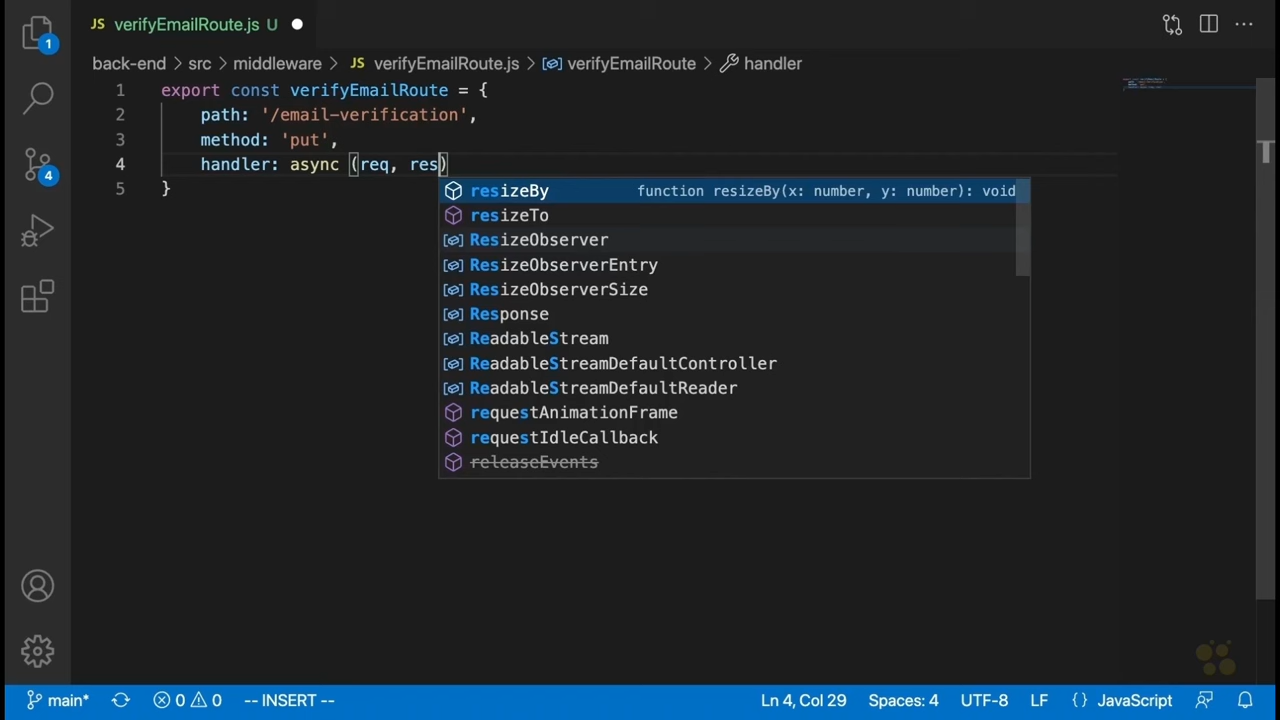 JS verifyEmailRoute.js U
1
back-end > src > middleware > JS verifyEmailRoute.js > verifyEmailRoute > handler
1 export const verifyEmailRoute = {
2 path: '/email-verification',
3 method: 'put',
4 handler: async (req, res)
5 }
4
resizeBy function resizeBy(x: number, y: number): void
resizeTo
ResizeObserver
ResizeObserverEntry
ResizeObserverSize
Response
ReadableStream
ReadableStreamDefaultController
ReadableStreamDefaultReader
requestAnimationFrame
requestIdleCallback
releaseEvents
main* 0 0 -- INSERT -- Ln 4, Col 29 Spaces: 4 UTF-8 LF {} JavaScript